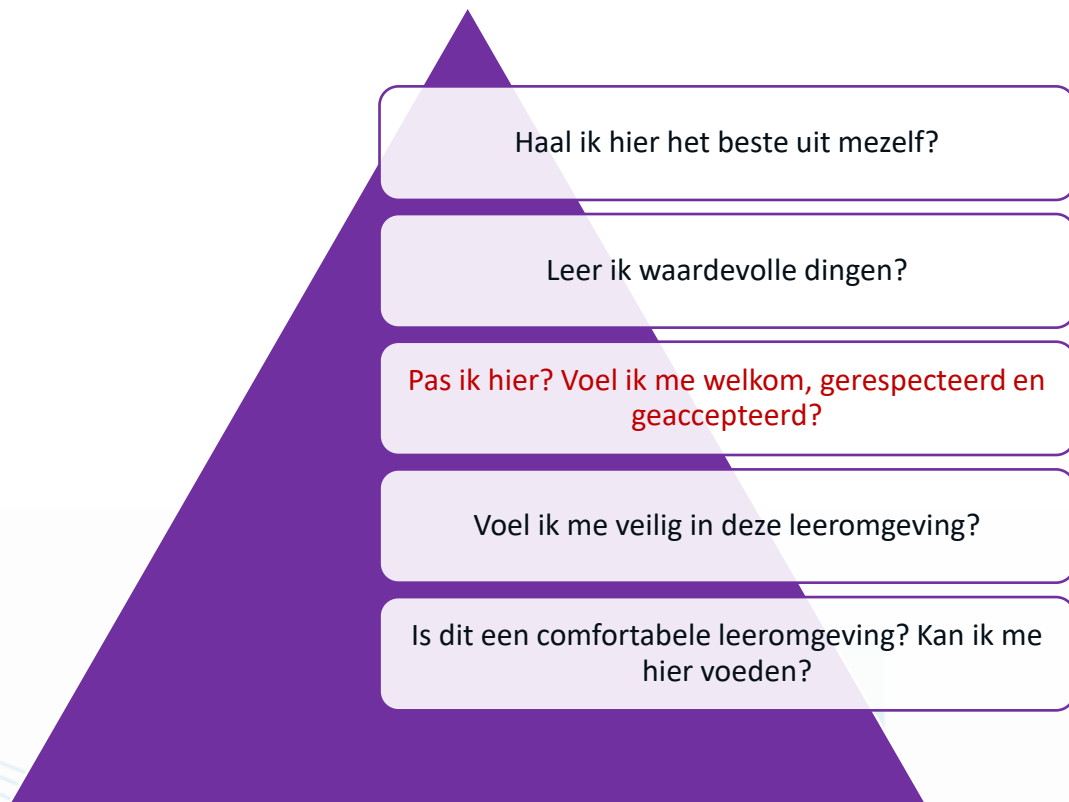 Haal ik hier het beste uit mezelf?
Leer ik waardevolle dingen?
Pas ik hier? Voel ik me welkom, gerespecteerd en
geaccepteerd?
Voel ik me veilig in deze leeromgeving?
Is dit een comfortabele leeromgeving? Kan ik me
hier voeden?